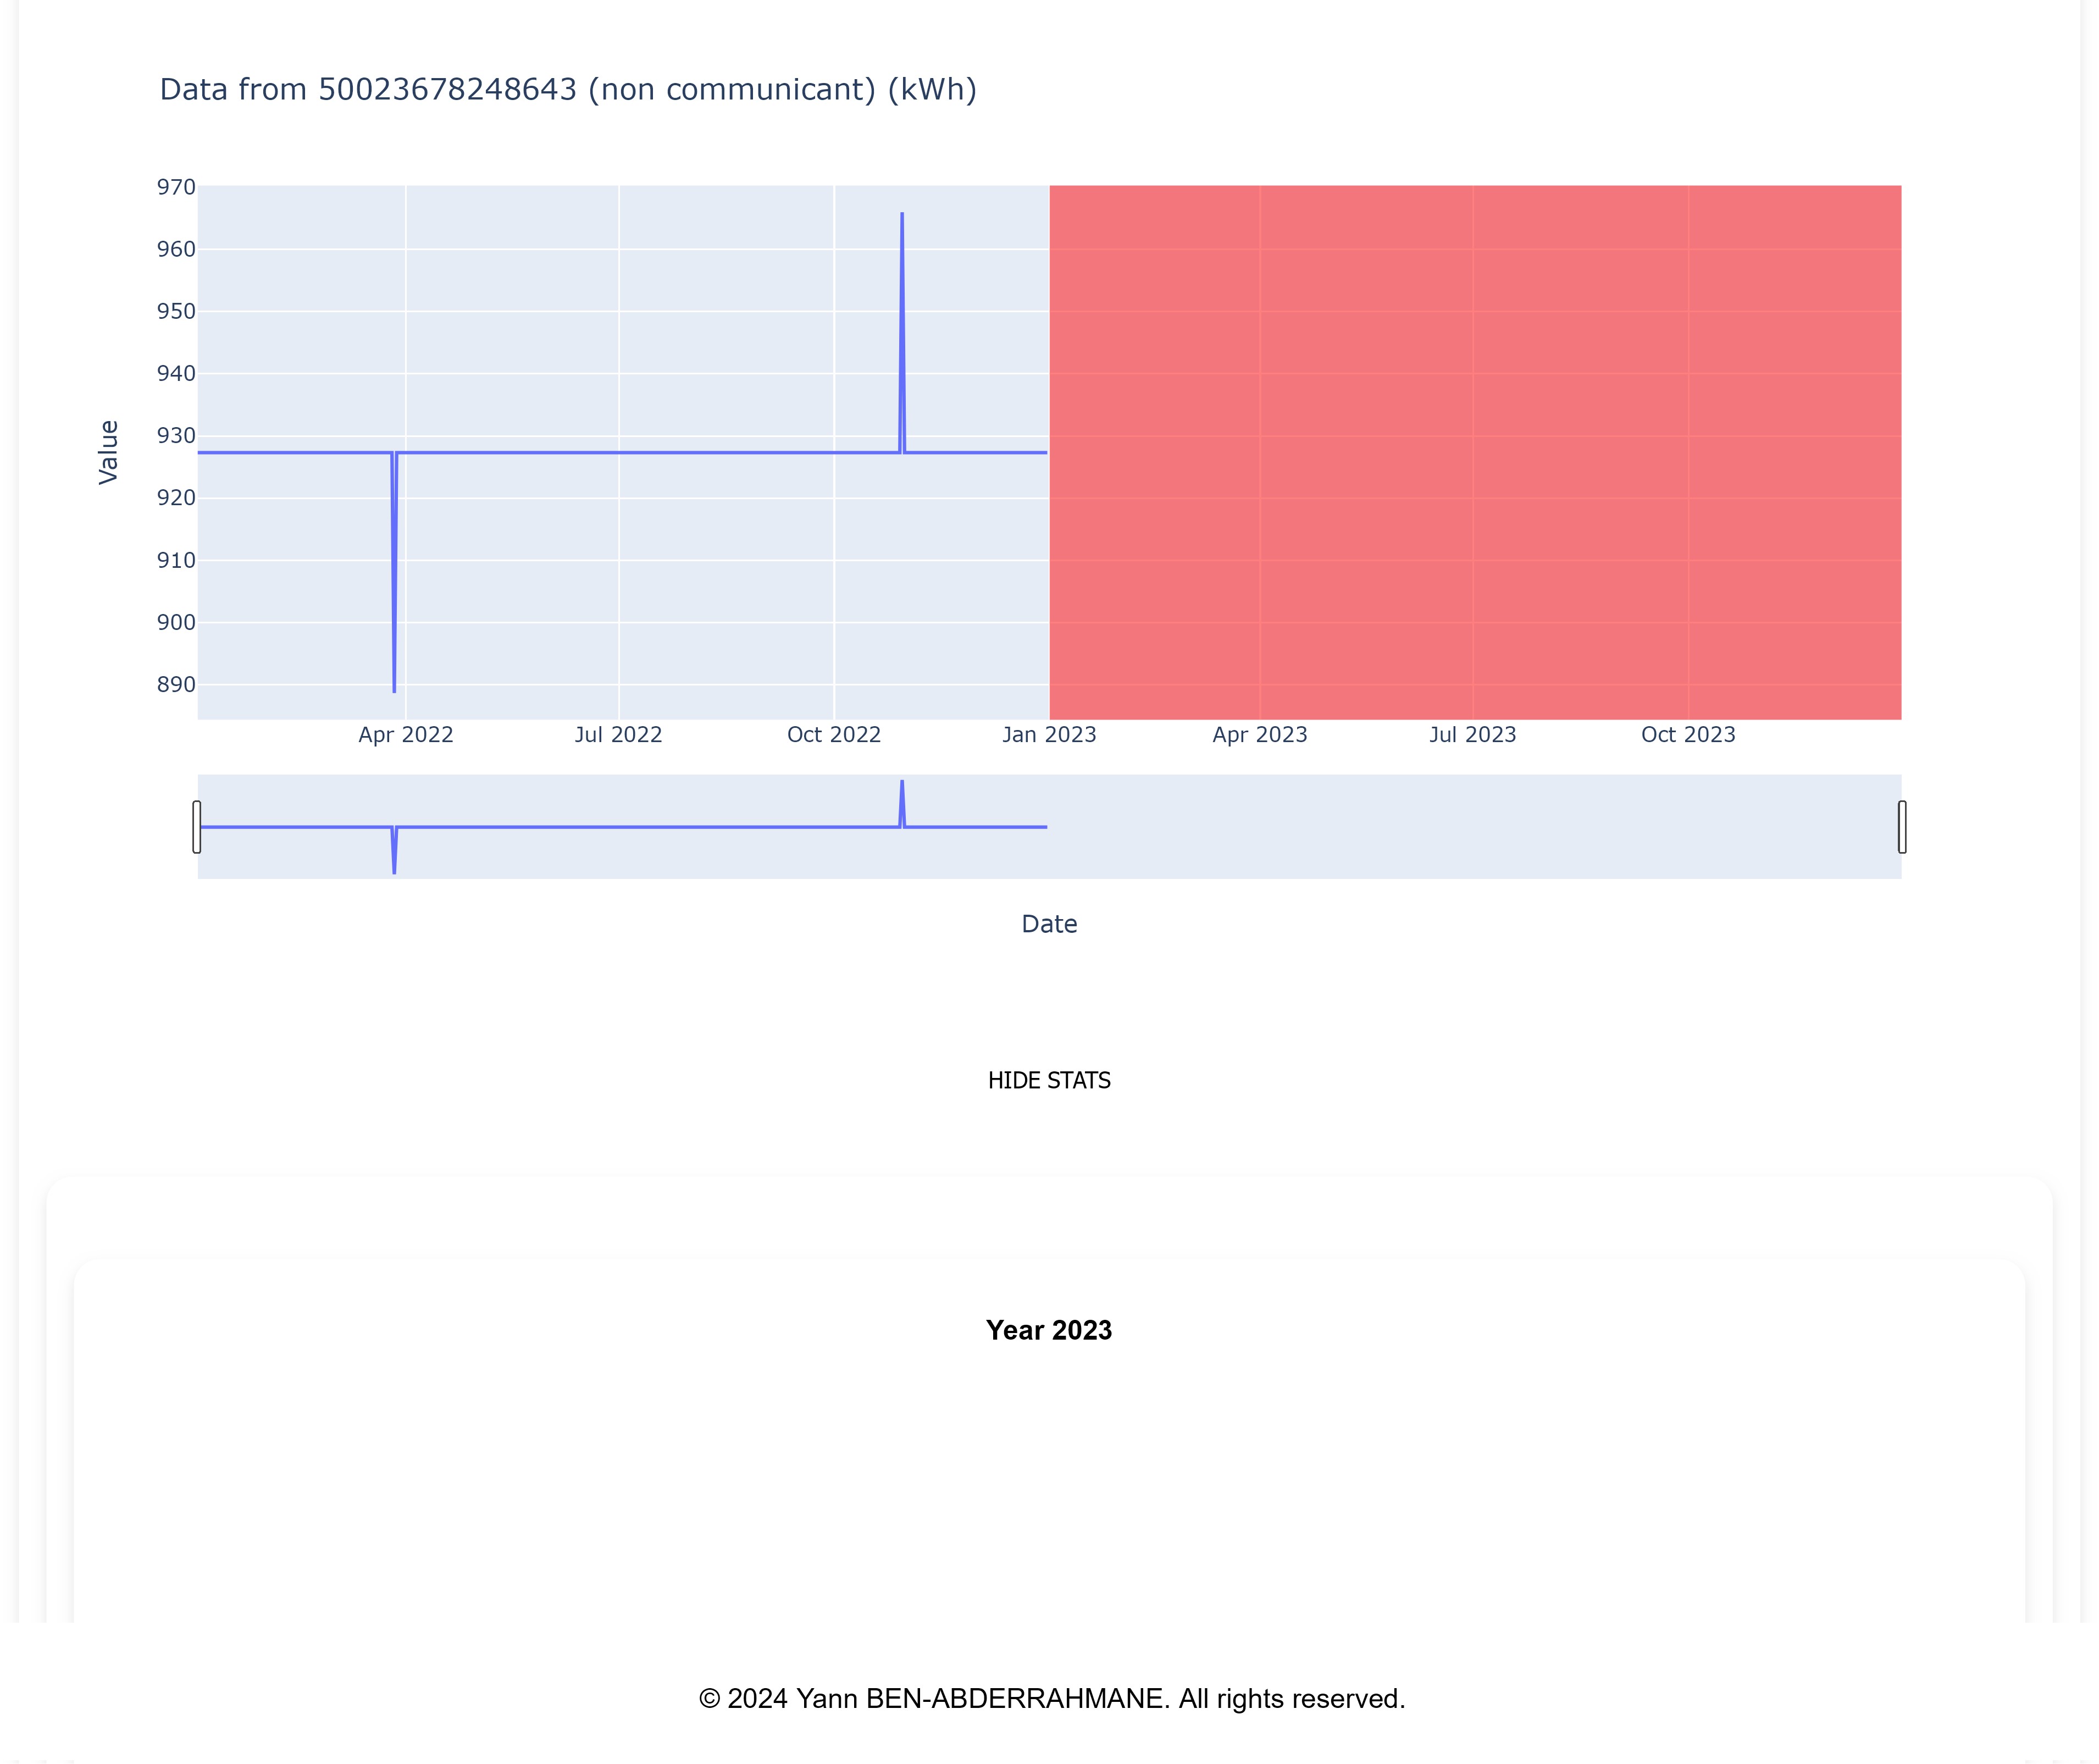 Data from 50023678248643 (non communicant) (kWh)
970
960
950
940
930
920
910
900
890
Value
Apr 2022
Jul 2022
Oct 2022
Jan 2023
Apr 2023
Jul 2023
Oct 2023
Date
HIDE STATS
Year 2023
© 2024 Yann BEN-ABDERRAHMANE. All rights reserved.